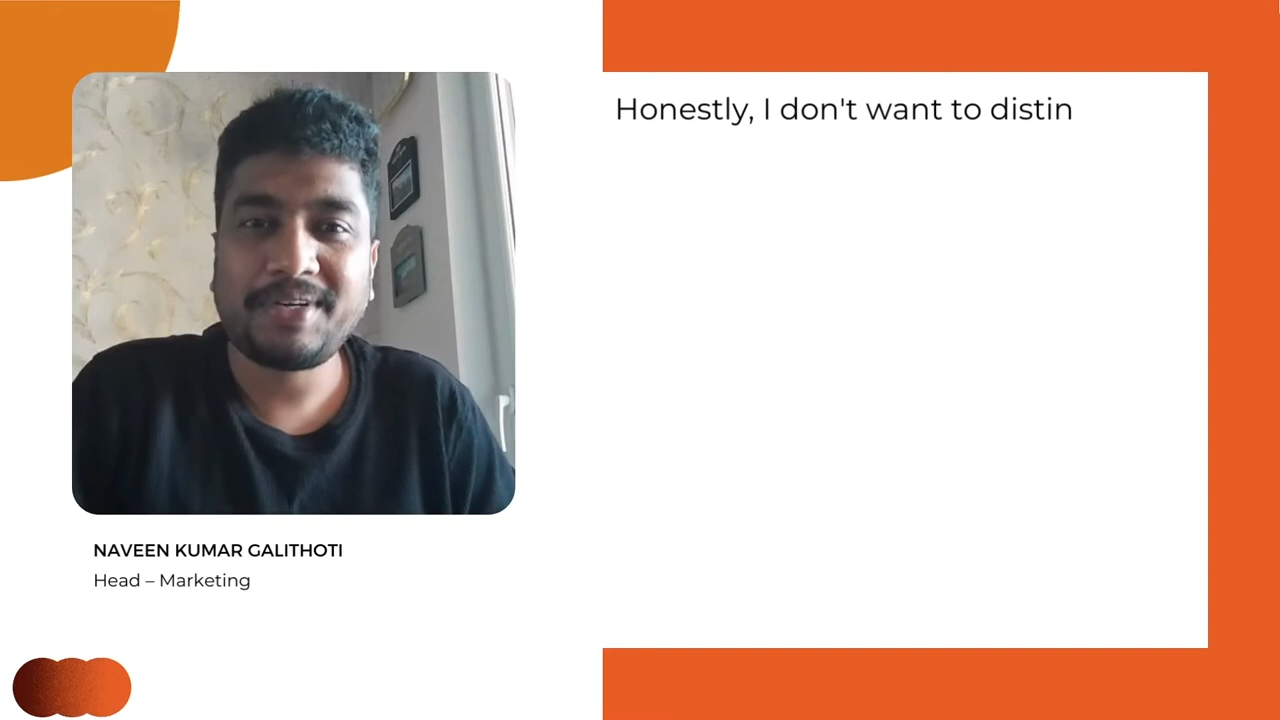 Honestly, I don't want to distin
NAVEEN KUMAR GALITHOTI
Head – Marketing